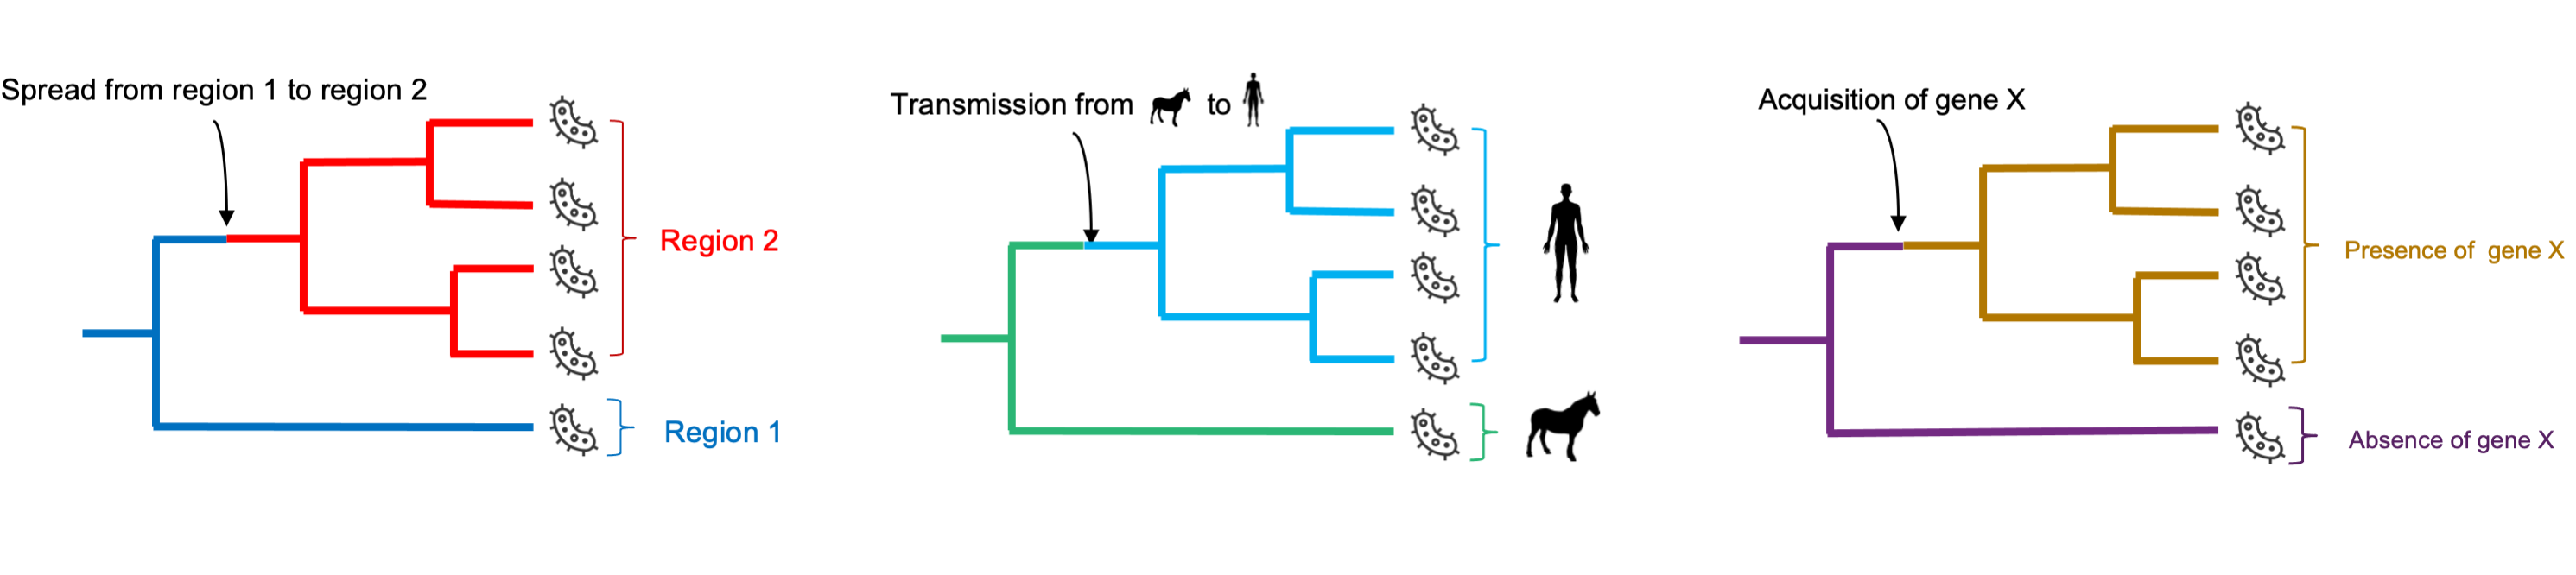 Spread from region 1 to region 2
Region 2
Region 1
Transmission from to
Acquisition of gene X
Presence of gene X
Absence of gene X